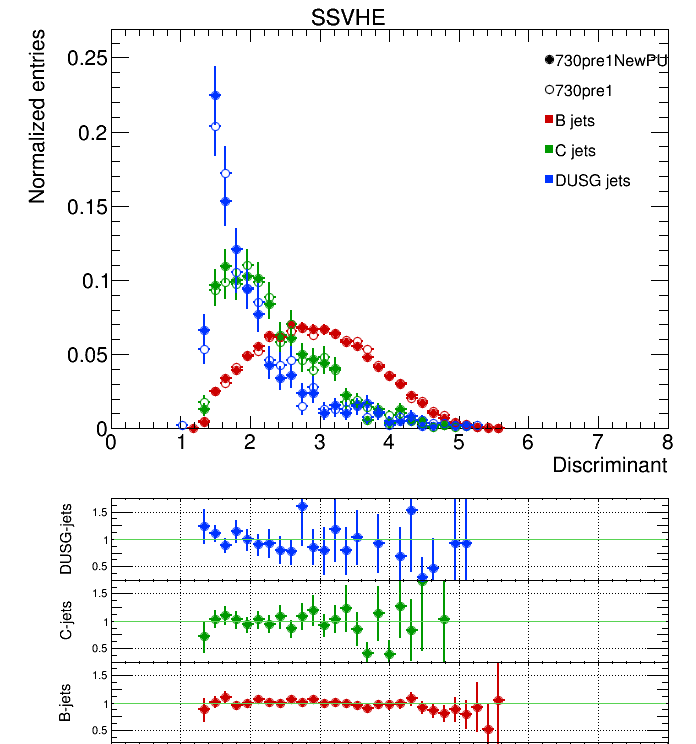 SSVHE
Normalized entries
0.25
0.2
0.15
0.1
0.05
0
730pre1NewPU
730pre1
B jets
C jets
DUSG jets
0 1 2 3 4 5 6 7 8
Discriminant
DUSG-jets
1.5
1
0.5
C-jets
1.5
1
0.5
B-jets
1.5
1
0.5